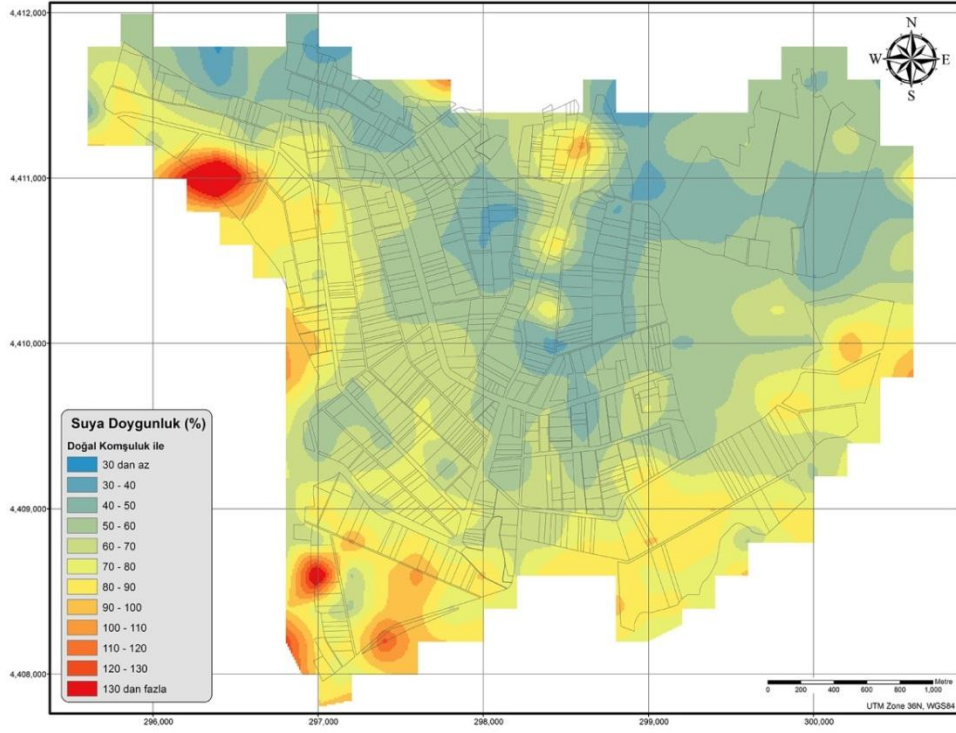 4,412,000
N
W
E
S
4,411,000
4,410,000
Suya Doygunluk (%)
Doğal Komşuluk ile
30 dan az
30 - 40
40 - 50
50 - 60
60 - 70
70 - 80
80 - 90
90 - 100
100 - 110
110 - 120
120 - 130
130 dan fazla
4,409,000
4,408,000
Metre
0 200 400 600 800 1,000
UTM Zone 36N, WGS84
296,000 297,000 298,000 299,000 300,000